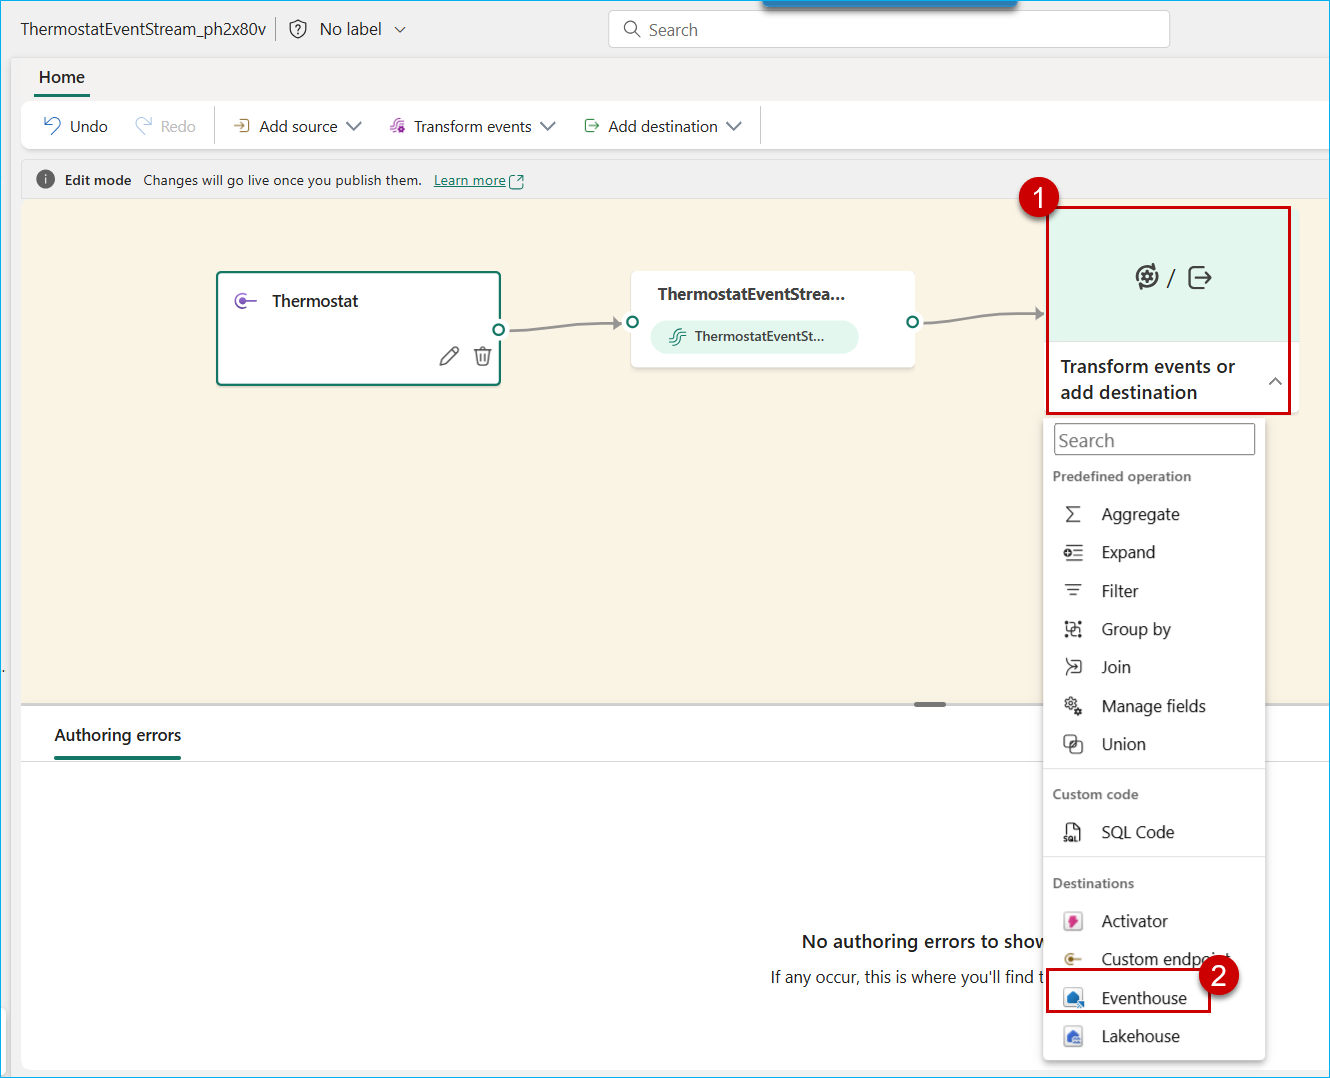 ThermostatEventStream_ph2x80v
No label
Search
Home
Undo
Redo
Add source
Transform events
Add destination
Edit mode Changes will go live once you publish them. Learn more
1
Thermostat
ThermostatEventStrea...
ThermostatEventSt...
/
Transform events or
add destination
Search
Predefined operation
Aggregate
Expand
Filter
Group by
Join
Manage fields
Union
Authoring errors
Custom code
SQL SQL Code
Destinations
Activator
Custom endpoint
2
Eventhouse
Lakehouse
No authoring errors to show
If any occur, this is where you'll find t